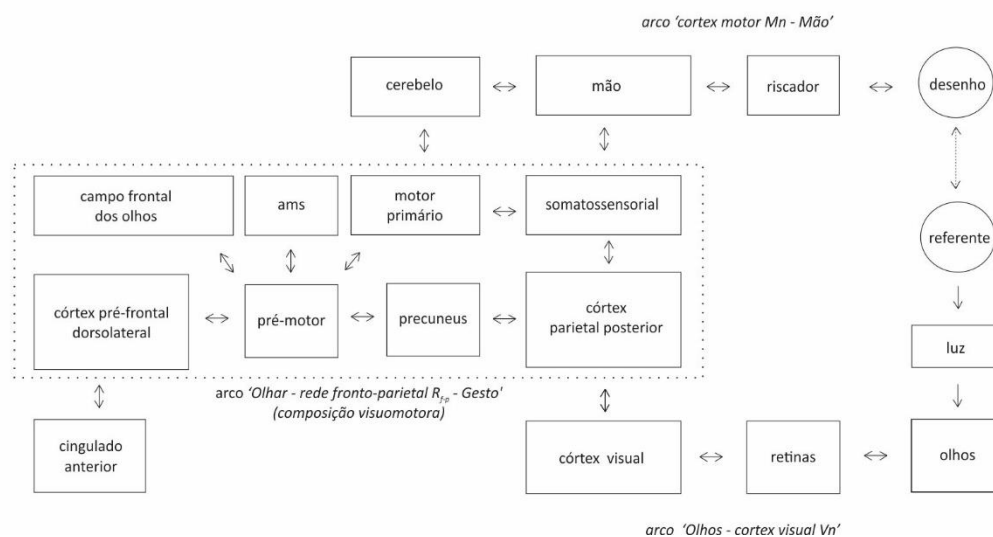 arco ‘cortex motor Mn - Mão’
cerebelo
mão
riscador
desenho
campo frontal
dos olhos
ams
motor
primário
somatossensorial
referente
córtex pré-frontal
dorsolateral
pré-motor
precuneus
córtex
parietal posterior
luz
arco ‘Olhar - rede fronto-parietal Rf-p - Gesto'
(composição visuomotora)
cingulado
anterior
córtex visual
retinas
olhos
arco ‘Olhos - cortex visual Vn’